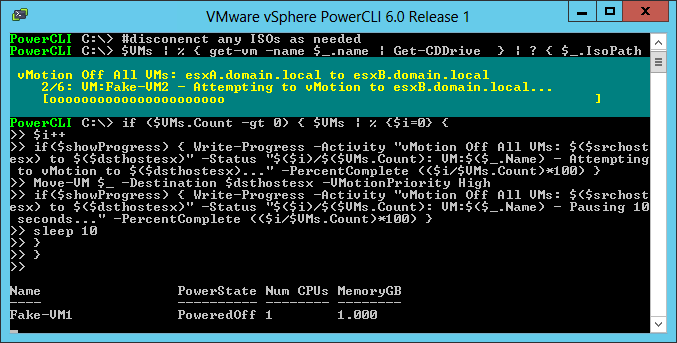 VMware vSphere PowerCLI 6.0 Release 1
PowerCLI C:\> #disconenct any ISOs as needed
PowerCLI C:\> $VMs | % { get-vm -name $_.name | Get-CDDrive  } | ? { $_.IsoPath
vMotion Off All VMs: esxA.domain.local to esxB.domain.local
2/6: VM:Fake-VM2 - Attempting to vMotion to esxB.domain.local...
[oooooooooooooooooooooo ]
PowerCLI C:\> if ($VMs.Count -gt 0) { $VMs | % {$i=0} {
>> $i++
>> if($showProgress) { Write-Progress -Activity "vMotion Off All VMs: $($srchost
esx) to $($dsthostesx)" -Status "$($i)/$($VMs.Count): VM:$($_.Name) - Attempting
to vMotion to $($dsthostesx)..." -PercentComplete (($i/$VMs.Count)*100) }
>> Move-VM $_ -Destination $dsthostesx -VMotionPriority High
>> if($showProgress) { Write-Progress -Activity "vMotion Off All VMs: $($srchost
esx) to $($dsthostesx)" -Status "$($i)/$($VMs.Count): VM:$($_.Name) - Pausing 10
seconds..." -PercentComplete (($i/$VMs.Count)*100) }
>> sleep 10
>> }
>> }
>>
Name PowerState Num CPUs MemoryGB
---- ---------- -------- --------
Fake-VM1 PoweredOff 1 1.000